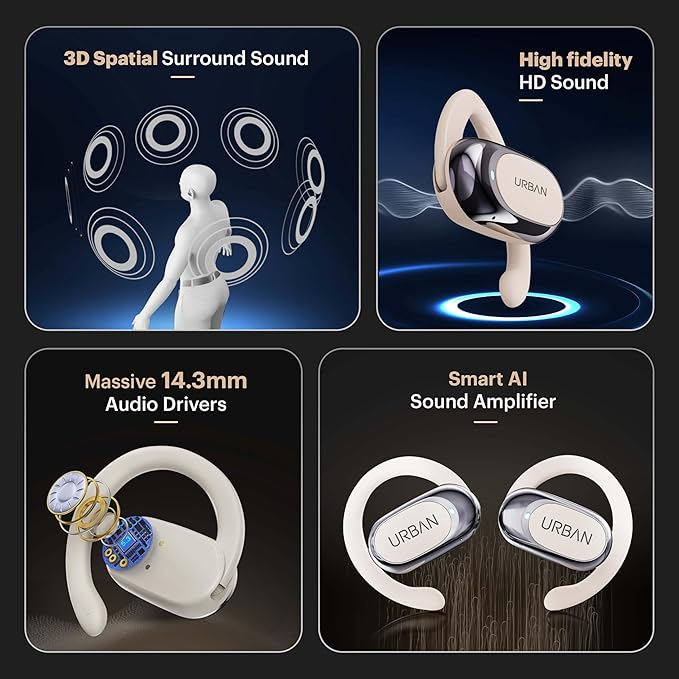 3D Spatial Surround Sound
High fidelity
HD Sound
URBAN
Massive 14.3mm
Audio Drivers
Smart AI
Sound Amplifier
URBAN
URBAN